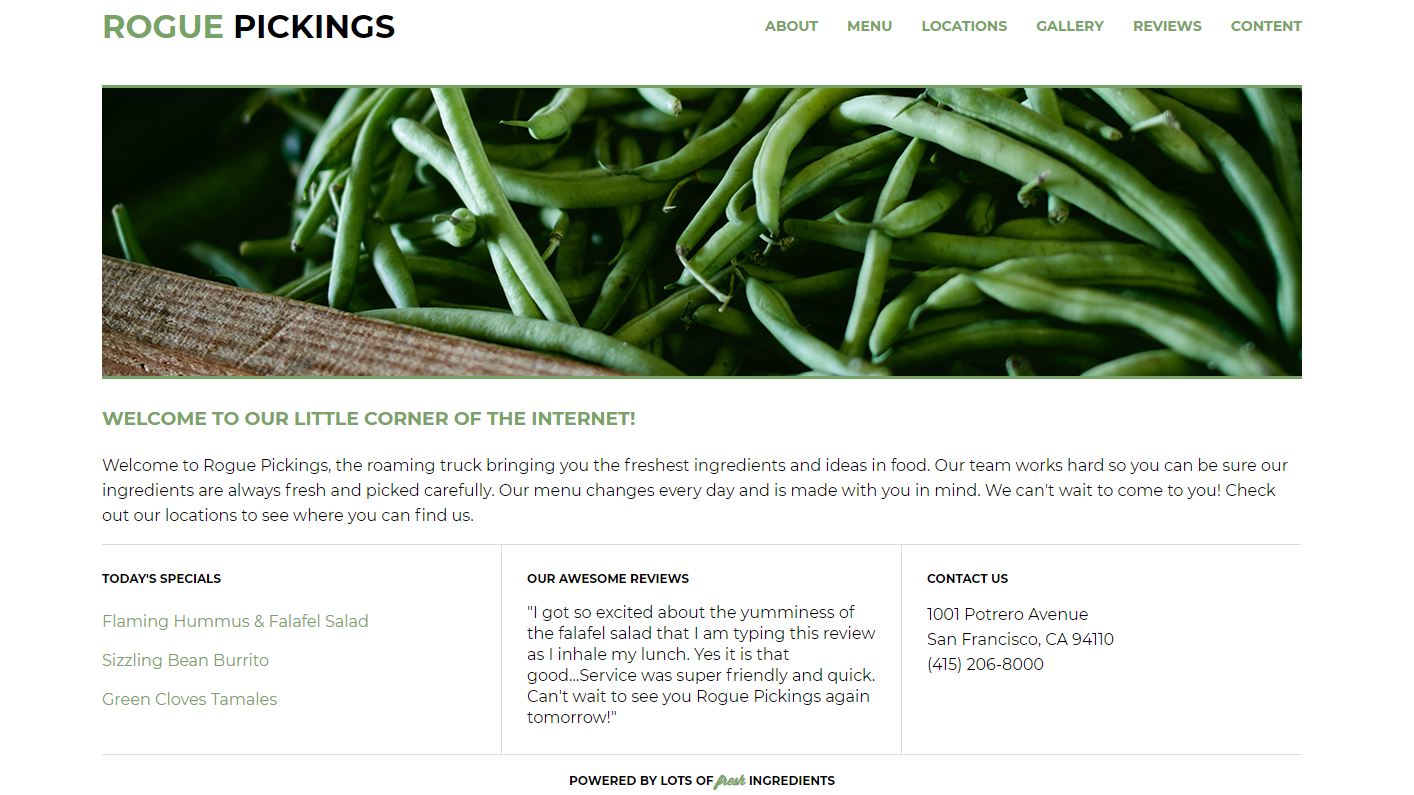 ROGUE PICKINGS
ABOUT MENU LOCATIONS GALLERY REVIEWS CONTENT
WELCOME TO OUR LITTLE CORNER OF THE INTERNET!
Welcome to Rogue Pickings, the roaming truck bringing you the freshest ingredients and ideas in food. Our team works hard so you can be sure our
ingredients are always fresh and picked carefully. Our menu changes every day and is made with you in mind. We can't wait to come to you! Check
out our locations to see where you can find us.
TODAY'S SPECIALS
Flaming Hummus & Falafel Salad
Sizzling Bean Burrito
Green Cloves Tamales
OUR AWESOME REVIEWS
"I got so excited about the yumminess of
the falafel salad that I am typing this review
as I inhale my lunch. Yes it is that
good...Service was super friendly and quick.
Can't wait to see you Rogue Pickings again
tomorrow!"
CONTACT US
1001 Potrero Avenue
San Francisco, CA 94110
(415) 206-8000
POWERED BY LOTS OF fresh INGREDIENTS